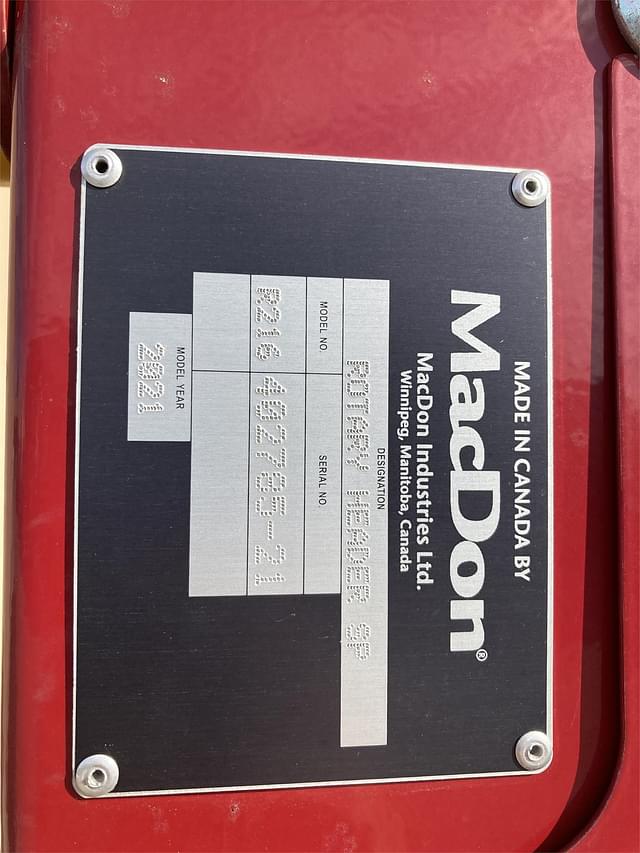 MADE IN CANADA BY
MacDon®
MacDon Industries Ltd.
Winnipeg, Manitoba, Canada
DESIGNATION
ROTARY HEADER SP
MODEL NO. SERIAL NO.
R216 402785-21
MODEL YEAR
2021